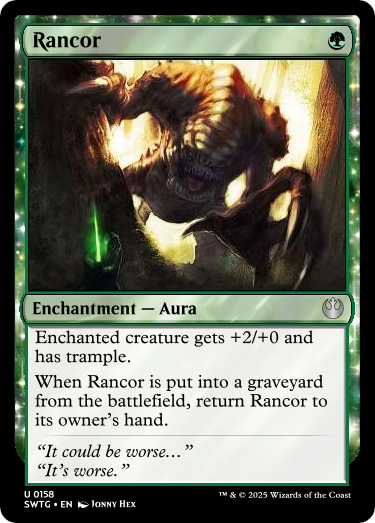 Rancor
Enchantment — Aura
Enchanted creature gets +2/+0 and
has trample.
When Rancor is put into a graveyard
from the battlefield, return Rancor to
its owner's hand.
“It could be worse…”
“It's worse.”
U 0158
SWTG • EN Jonny Hex
™ & © 2025 Wizards of the Coast